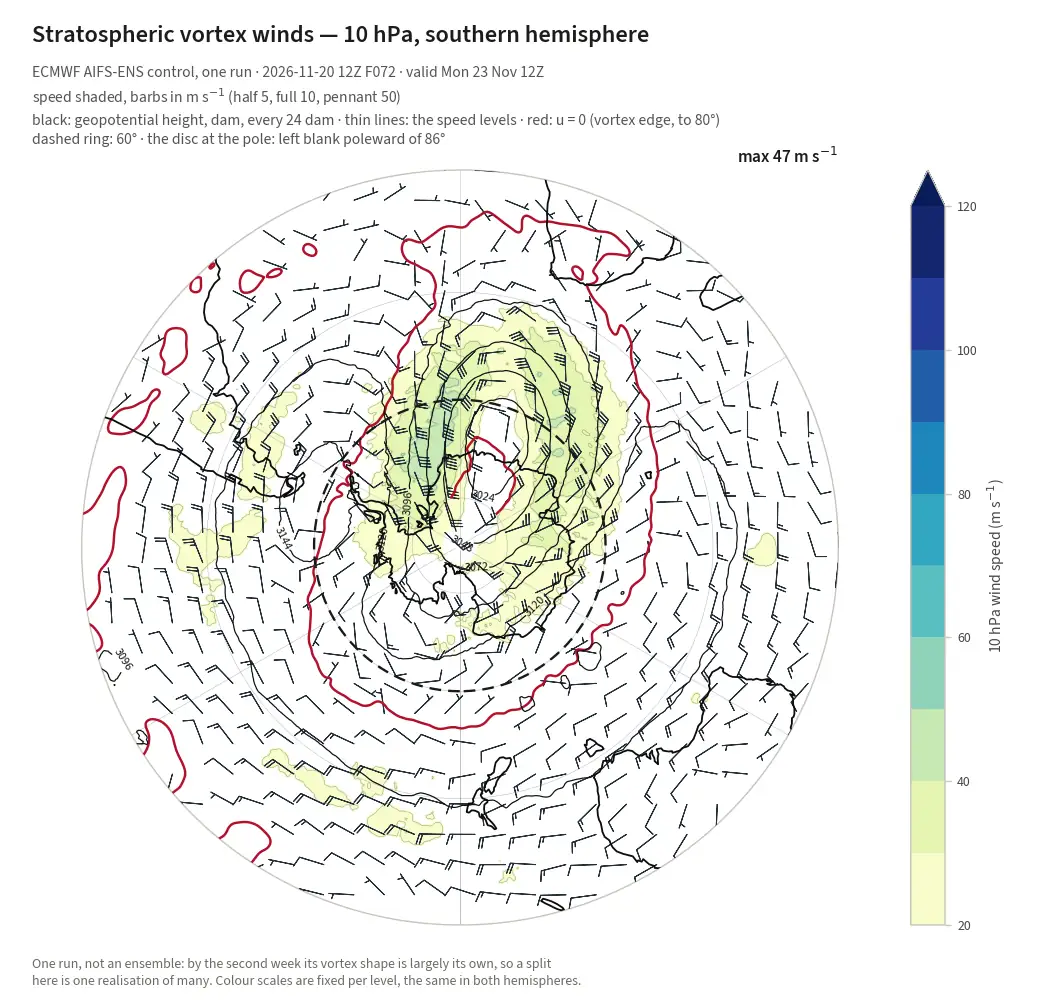 Stratospheric vortex winds — 10 hPa, southern hemisphere
ECMWF AIFS-ENS control, one run · 2026-11-20 12Z F072 · valid Mon 23 Nov 12Z
speed shaded, barbs in m s⁻¹ (half 5, full 10, pennant 50)
black: geopotential height, dam, every 24 dam · thin lines: the speed levels · red: u = 0 (vortex edge, to 80°)
dashed ring: 60° · the disc at the pole: left blank poleward of 86°
max 47 m s⁻¹
120
100
80
60
40
20
10 hPa wind speed (m s⁻¹)
3024
3144
3072
3120
3096
One run, not an ensemble: by the second week its vortex shape is largely its own, so a split
here is one realisation of many. Colour scales are fixed per level, the same in both hemispheres.